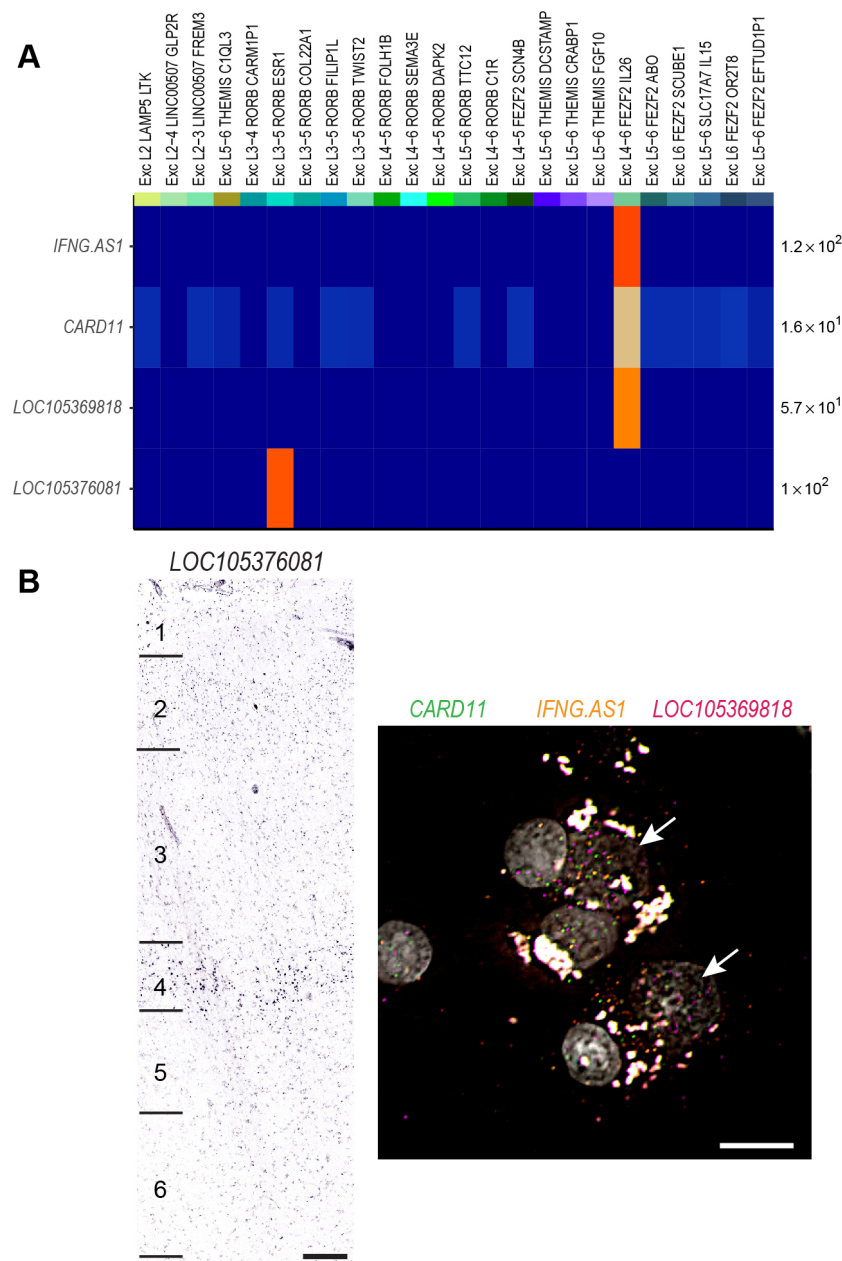 A
Exc L2 LAMP5 LTK
Exc L2-4 LINC00507 GLP2R
Exc L2-3 LINC00507 FREM3
Exc L5-6 THEMIS C1QL3
Exc L3-4 RORB CARM1P1
Exc L3-5 RORB ESR1
Exc L3-5 RORB COL22A1
Exc L3-5 RORB FILIP1L
Exc L3-5 RORB TWIST2
Exc L4-5 RORB FOLH1B
Exc L4-6 RORB SEMA3E
Exc L4-5 RORB DAPK2
Exc L5-6 RORB TTC12
Exc L4-6 RORB C1R
Exc L4-5 FEZF2 SCN4B
Exc L5-6 THEMIS DCSTAMP
Exc L5-6 THEMIS CRABP1
Exc L5-6 THEMIS FGF10
Exc L4-6 FEZF2 IL26
Exc L5-6 FEZF2 ABO
Exc L6 FEZF2 SCUBE1
Exc L5-6 SLC17A7 IL15
Exc L6 FEZF2 OR2T8
Exc L5-6 FEZF2 EFTUD1P1
IFNG.AS1 1.2 × 10²
CARD11 1.6 × 10¹
LOC105369818 5.7 × 10¹
LOC105376081 1 × 10²
B
LOC105376081
1
2
3
4
5
6
CARD11 IFNG.AS1 LOC105369818